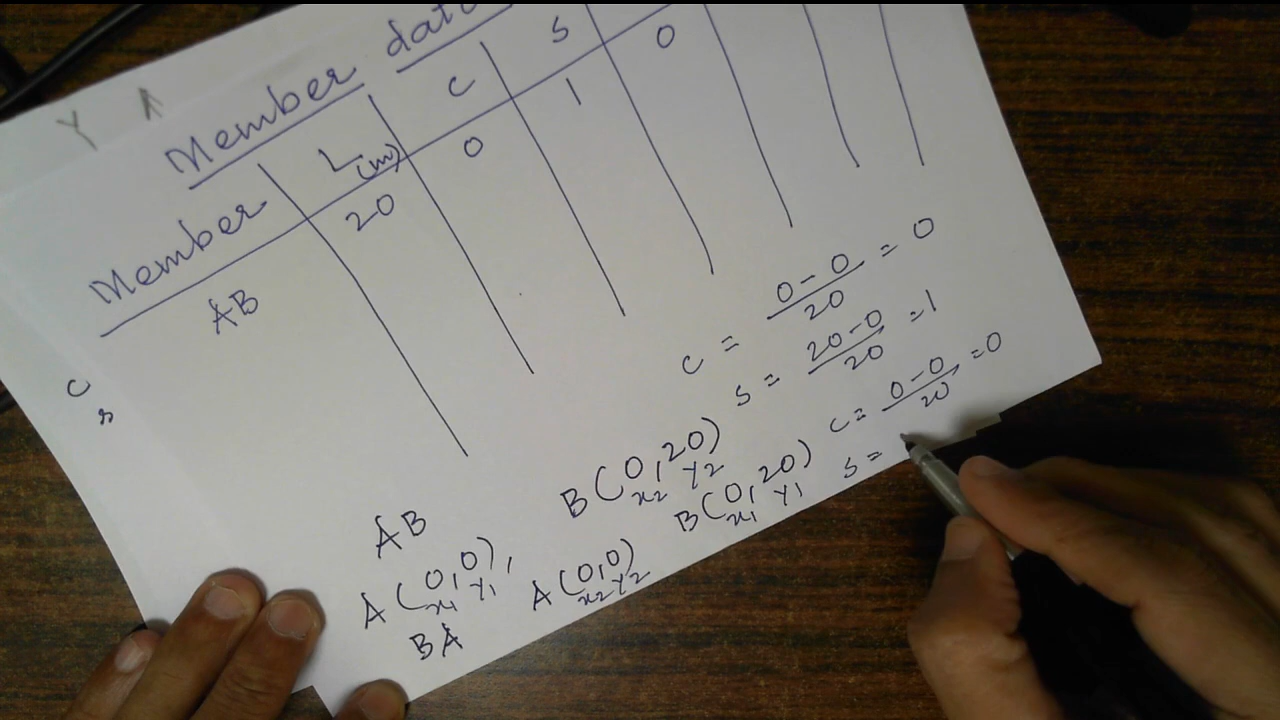 Y
Member data
Member L(m) C S
AB 20 0 1 0
C
s
c = 0-0/20 = 0
s = 20-0/20 = 1
AB
A(0,0), B(0,20)
x1 y1 x2 y2
BA A(0,0) B(0,20) c = 0-0/20 = 0
x2 y2 x1 y1 s =